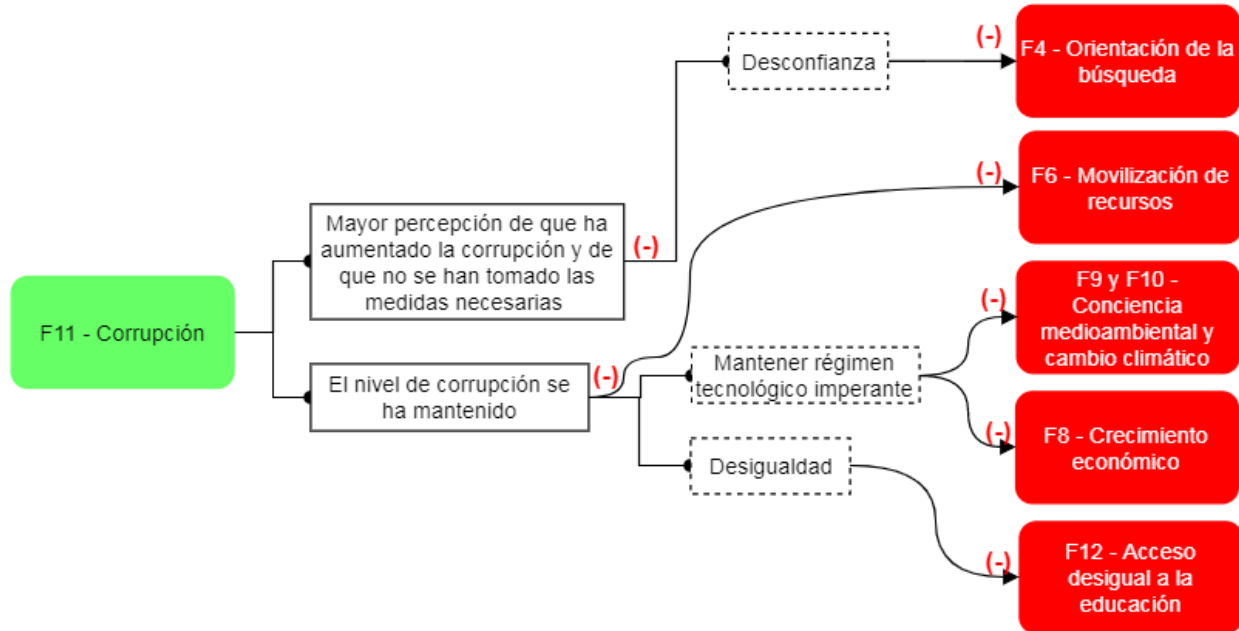 F11 - Corrupción
Mayor percepción de que ha
aumentado la corrupción y de
que no se han tomado las
medidas necesarias
(-)
El nivel de corrupción se
ha mantenido
(-)
Desconfianza
Mantener régimen
tecnológico imperante
Desigualdad
(-)
F4 - Orientación de la
búsqueda
(-)
F6 - Movilización de
recursos
(-)
F9 y F10 -
Conciencia
medioambiental y
cambio climático
(-)
F8 - Crecimiento
económico
(-)
F12 - Acceso
desigual a la
educación